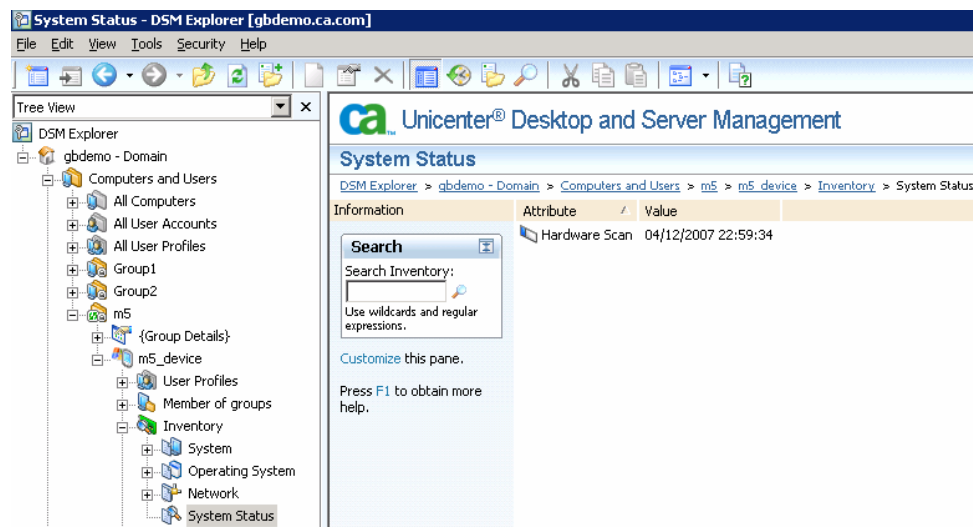 System Status - DSM Explorer [gbdemo.ca.com]
File Edit View Tools Security Help
Tree View
DSM Explorer
gbdemo - Domain
Computers and Users
All Computers
All User Accounts
All User Profiles
Group1
Group2
m5
{Group Details}
m5_device
User Profiles
Member of groups
Inventory
System
Operating System
Network
System Status
ca Unicenter® Desktop and Server Management
System Status
DSM Explorer > gbdemo - Domain > Computers and Users > m5 > m5_device > Inventory > System Status
Information
Search
Search Inventory:
Use wildcards and regular
expressions.
Customize this pane.
Press F1 to obtain more
help.
Attribute Value
Hardware Scan 04/12/2007 22:59:34